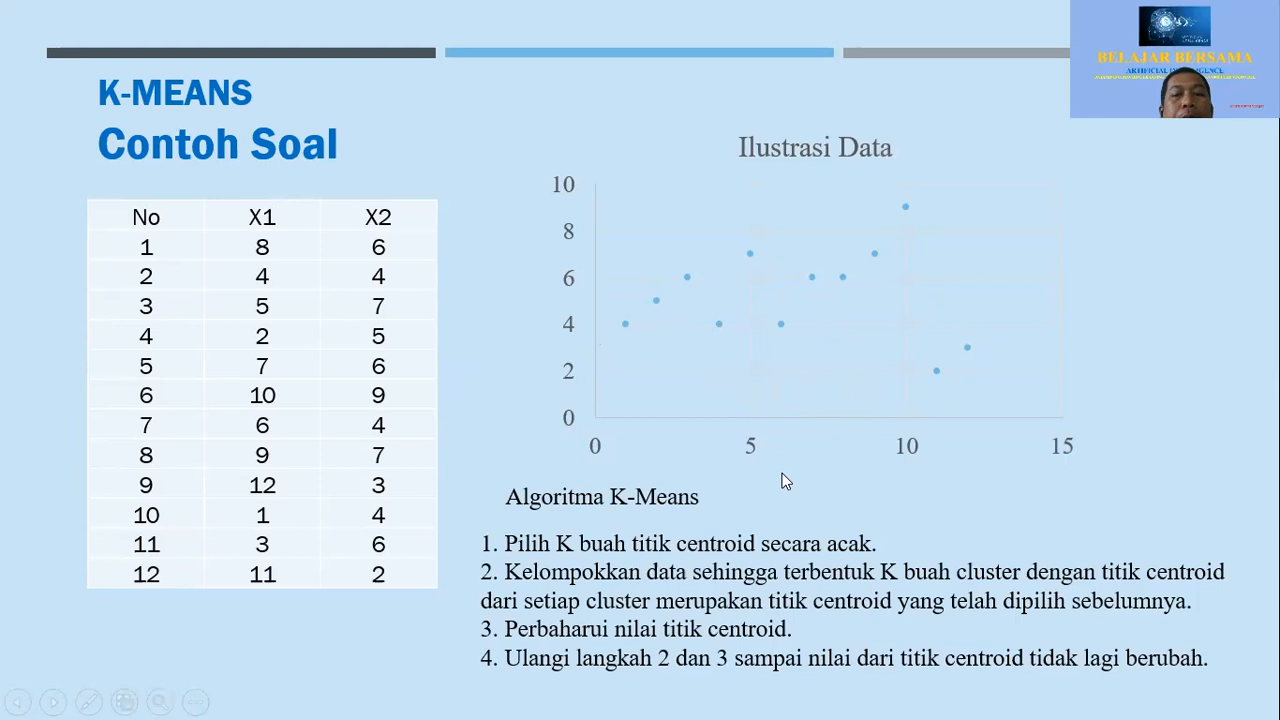 BELAJAR BERSAMA
K-MEANS
Contoh Soal
No X1 X2
1 8 6
2 4 4
3 5 7
4 2 5
5 7 6
6 10 9
7 6 4
8 9 7
9 12 3
10 1 4
11 3 6
12 11 2
Ilustrasi Data
10
8
6
4
2
0
0 5 10 15
Algoritma K-Means
1. Pilih K buah titik centroid secara acak.
2. Kelompokkan data sehingga terbentuk K buah cluster dengan titik centroid
dari setiap cluster merupakan titik centroid yang telah dipilih sebelumnya.
3. Perbaharui nilai titik centroid.
4. Ulangi langkah 2 dan 3 sampai nilai dari titik centroid tidak lagi berubah.